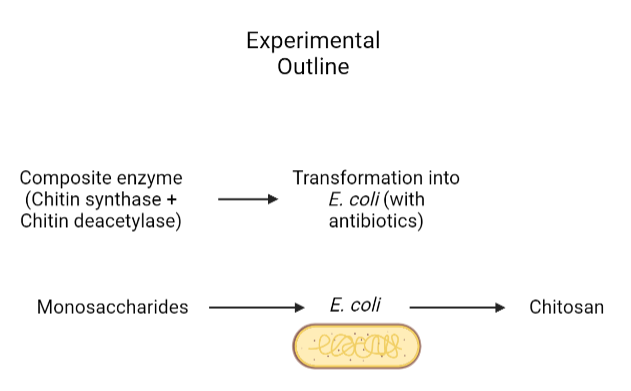 Experimental
Outline
Composite enzyme
(Chitin synthase +
Chitin deacetylase)
Transformation into
E. coli (with
antibiotics)
Monosaccharides
E. coli
Chitosan